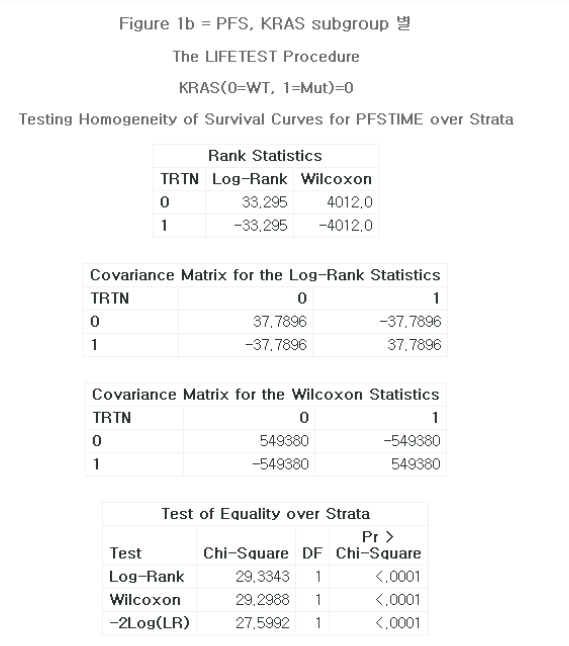 Figure 1b = PFS, KRAS subgroup 별
The LIFETEST Procedure
KRAS(0=WT, 1=Mut)=0
Testing Homogeneity of Survival Curves for PFSTIME over Strata
Rank Statistics
TRTN Log-Rank Wilcoxon
0 33.295 4012.0
1 -33.295 -4012.0
Covariance Matrix for the Log-Rank Statistics
TRTN 0 1
0 37.7896 -37.7896
1 -37.7896 37.7896
Covariance Matrix for the Wilcoxon Statistics
TRTN 0 1
0 549380 -549380
1 -549380 549380
Test of Equality over Strata
Pr >
Test Chi-Square DF Chi-Square
Log-Rank 29.3343 1 <.0001
Wilcoxon 29.2988 1 <.0001
-2Log(LR) 27.5992 1 <.0001